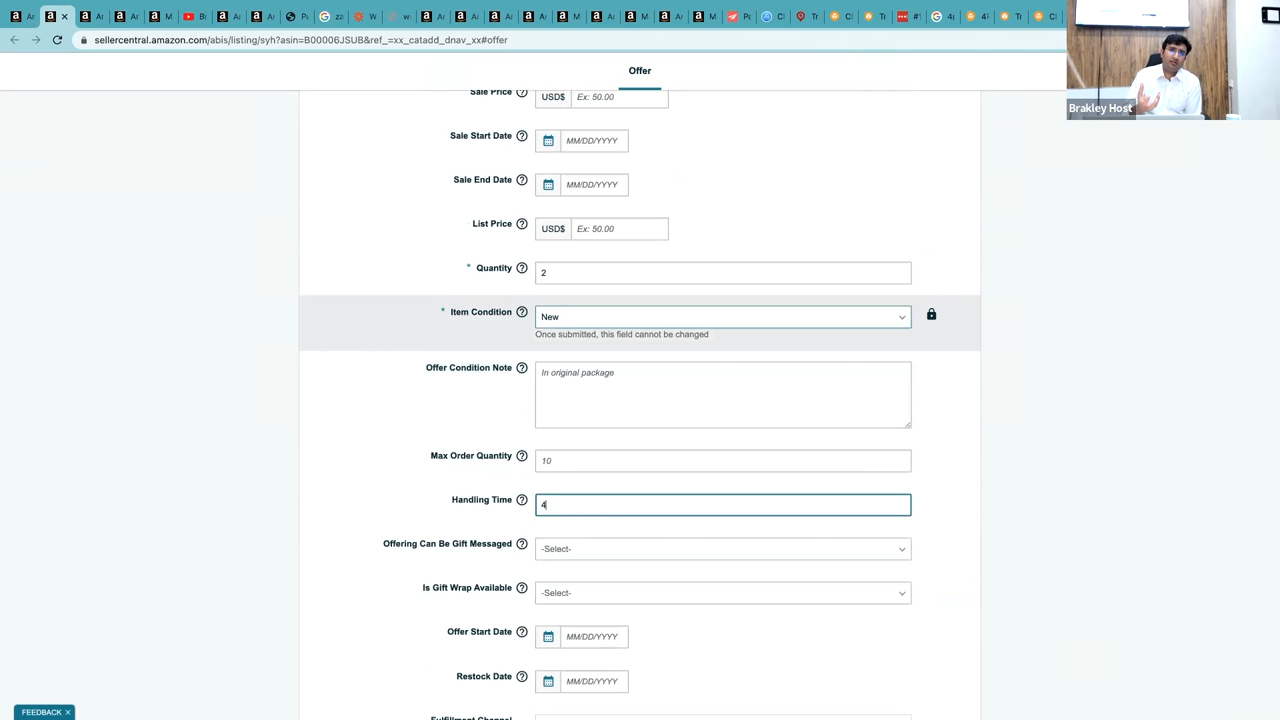 sellercentral.amazon.com/abis/listing/syh?asin=B00006JSUB&ref_=xx_catadd_dnav_xx#offer
Offer
Brakley Host
Sale Price
USD$ Ex: 50.00
Sale Start Date
MM/DD/YYYY
Sale End Date
MM/DD/YYYY
List Price
USD$ Ex: 50.00
* Quantity
2
* Item Condition
New
Once submitted, this field cannot be changed
Offer Condition Note
In original package
Max Order Quantity
10
Handling Time
4
Offering Can Be Gift Messaged
-Select-
Is Gift Wrap Available
-Select-
Offer Start Date
MM/DD/YYYY
Restock Date
MM/DD/YYYY
Fulfillment Channel
FEEDBACK